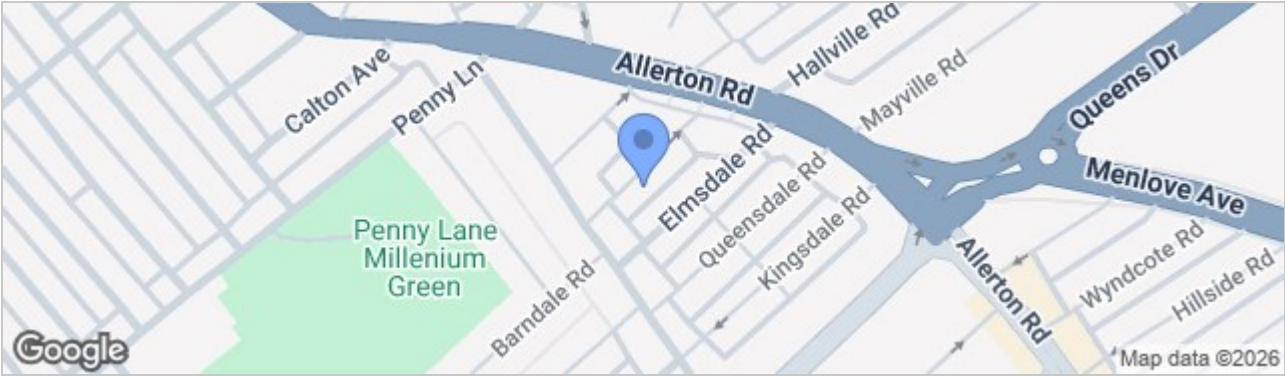 Hallville Rd
Allerton Rd
Queens Dr
Calton Ave
Penny Ln
Mayville Rd
Elmsdale Rd
Menlove Ave
Queensdale Rd
Kingsdale Rd
Penny Lane
Millenium
Green
Allerton Rd
Wyndcote Rd
Hillside Rd
Barndale Rd
Google
Map data ©2026